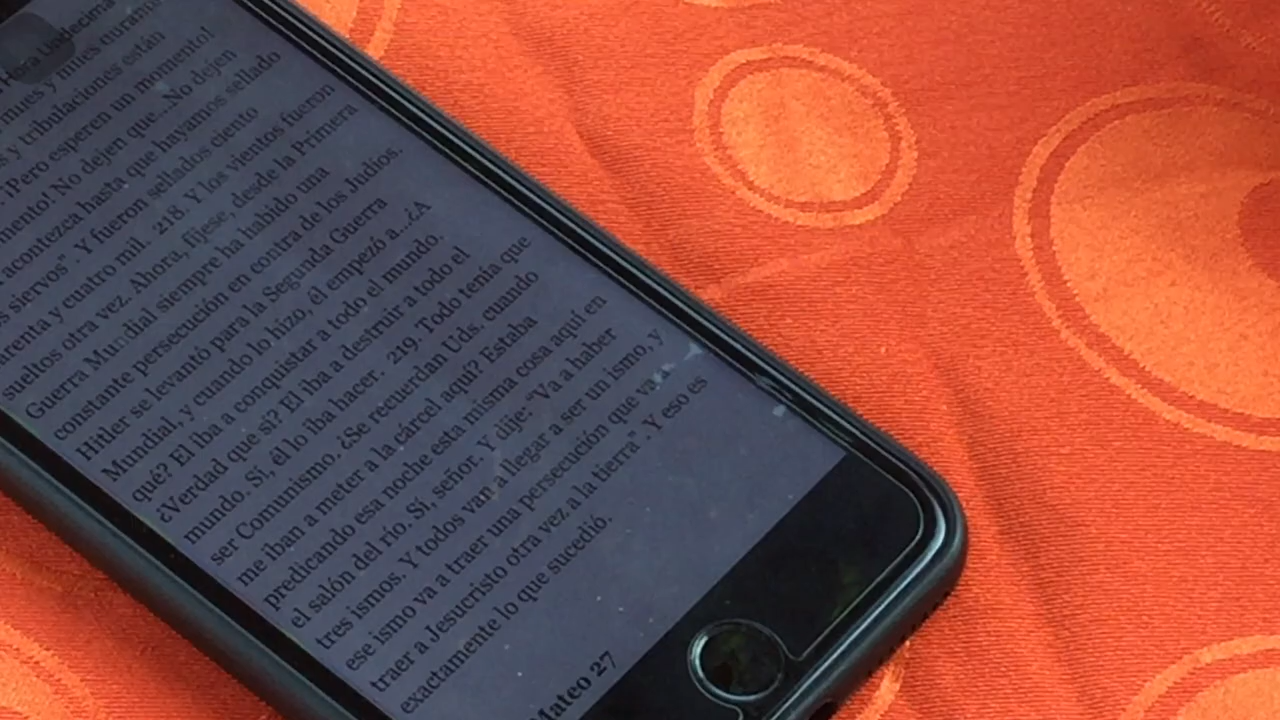 Hora Undecima
mues y mues durante
s y tribulaciones están
. ¡Pero esperen un momento!
mento! No dejen que...No dejen
acontezca hasta que hayamos sellado
s siervos". Y fueron sellados ciento
arenta y cuatro mil. 218. Y los vientos fueron
sueltos otra vez. Ahora, fíjese, desde la Primera
Guerra Mundial siempre ha habido una
constante persecución en contra de los Judíos.
Hitler se levantó para la Segunda Guerra
Mundial, y cuando lo hizo, él empezó a...¿A
qué? El iba a conquistar a todo el mundo,
¿Verdad que sí? El iba a destruir a todo el
mundo. Sí, él lo iba hacer.- 219. Todo tenía que
ser Comunismo. ¿Se recuerdan Uds. cuando
me iban a meter a la cárcel aquí? Estaba
predicando esa noche esta misma cosa aquí en
el salón del río. Sí, señor. Y dije: "Va a haber
tres ismos. Y todos van a llegar a ser un ismo, y
ese ismo va a traer una persecución que va a
traer a Jesucristo otra vez a la tierra". Y eso es
exactamente lo que sucedió.
Mateo 27